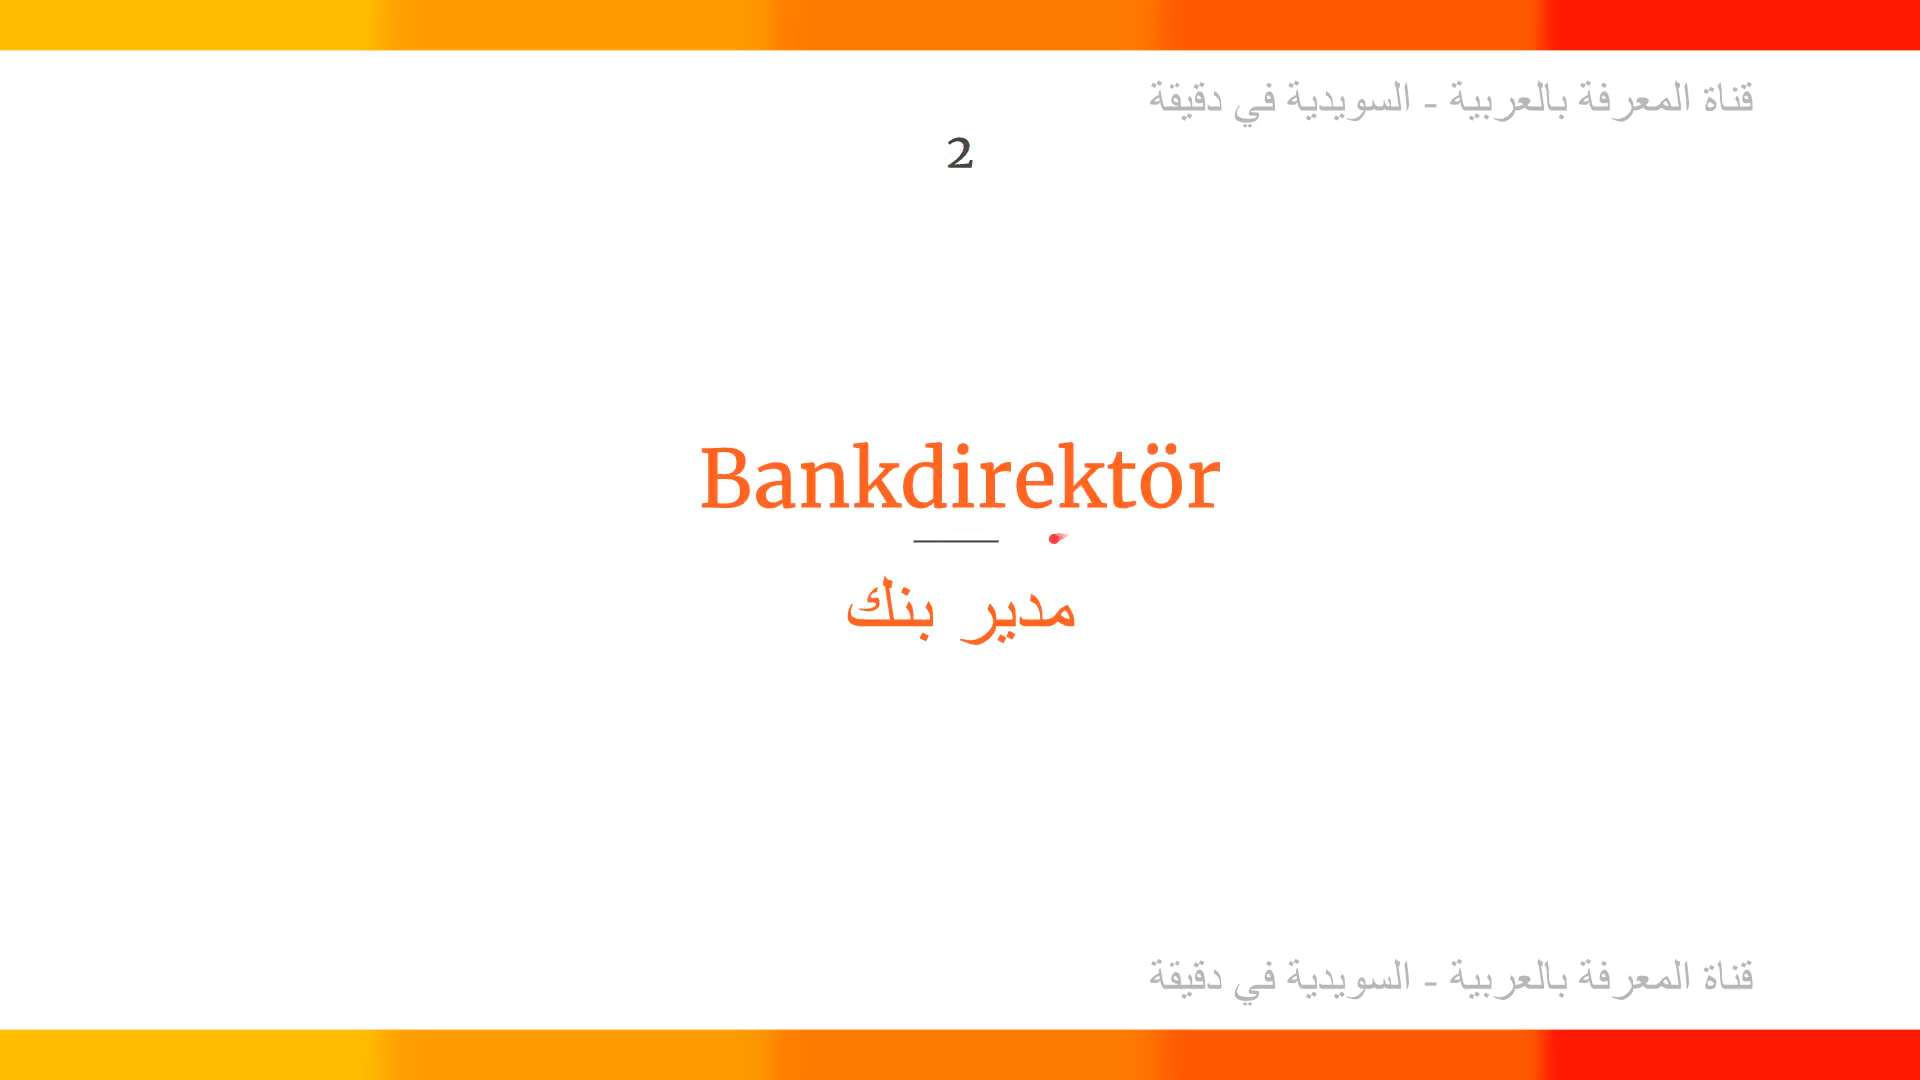 قناة المعرفة بالعربية - السويدية في دقيقة
2
Bankdirektör
مدير بنك
قناة المعرفة بالعربية - السويدية في دقيقة